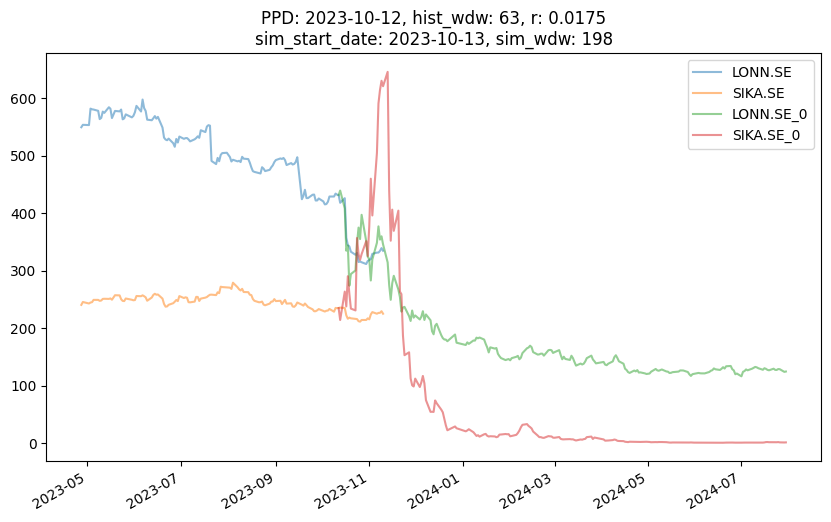 PPD: 2023-10-12, hist_wdw: 63, r: 0.0175
sim_start_date: 2023-10-13, sim_wdw: 198
LONN.SE
SIKA.SE
LONN.SE_0
SIKA.SE_0
600
500
400
300
200
100
0
2023-05
2023-07
2023-09
2023-11
2024-01
2024-03
2024-05
2024-07